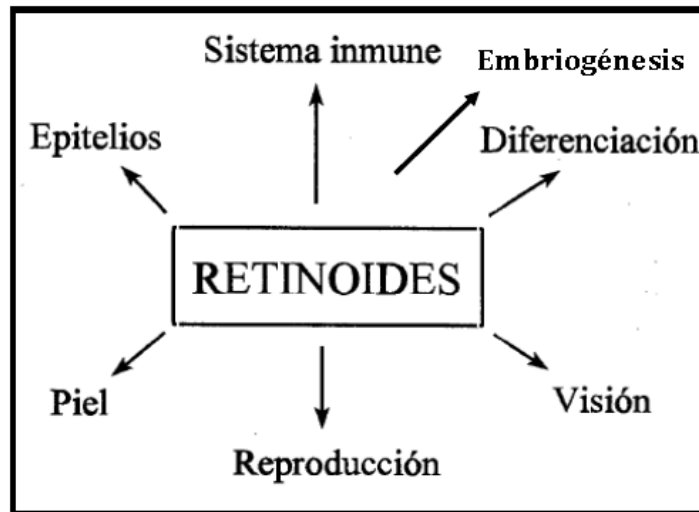 Sistema inmune
Embriogénesis
Epitelios
Diferenciación
RETINOIDES
Piel
Visión
Reproducción